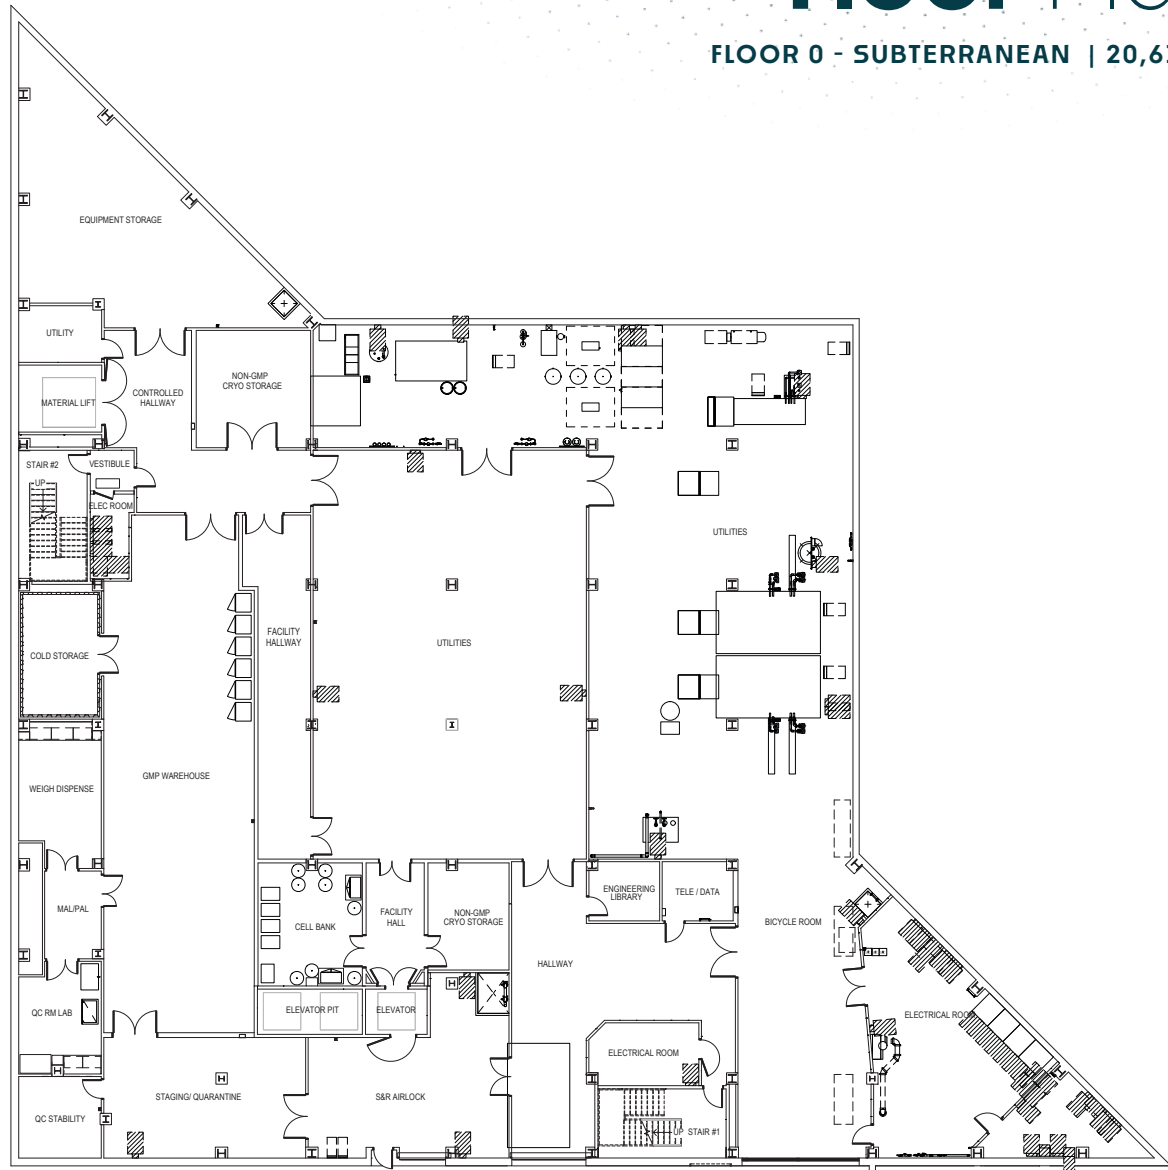 FLOOR 0 - SUBTERRANEAN | 20,6
EQUIPMENT STORAGE
UTILITY
NON-GMP
CRYO STORAGE
CONTROLLED
HALLWAY
MATERIAL LIFT
STAIR #2
VESTIBULE
UP
ELEC ROOM
UTILITIES
FACILITY
HALLWAY
UTILITIES
COLD STORAGE
GMP WAREHOUSE
WEIGH DISPENSE
ENGINEERING
LIBRARY
TELE / DATA
MAL/PAL
CELL BANK
FACILITY
HALL
NON-GMP
CRYO STORAGE
BICYCLE ROOM
HALLWAY
QC RM LAB
ELEVATOR PIT
ELEVATOR
ELECTRICAL ROOM
ELECTRICAL ROOM
STAGING/ QUARANTINE
S&R AIRLOCK
QC STABILITY
UP STAIR #1